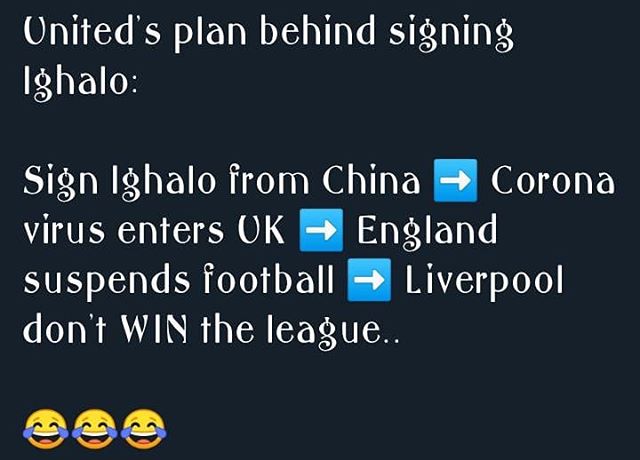 United's plan behind signing
Ighalo:
Sign Ighalo from China ➡️ Corona
virus enters UK ➡️ England
suspends football ➡️ Liverpool
don't WIN the league..
😂😂😂